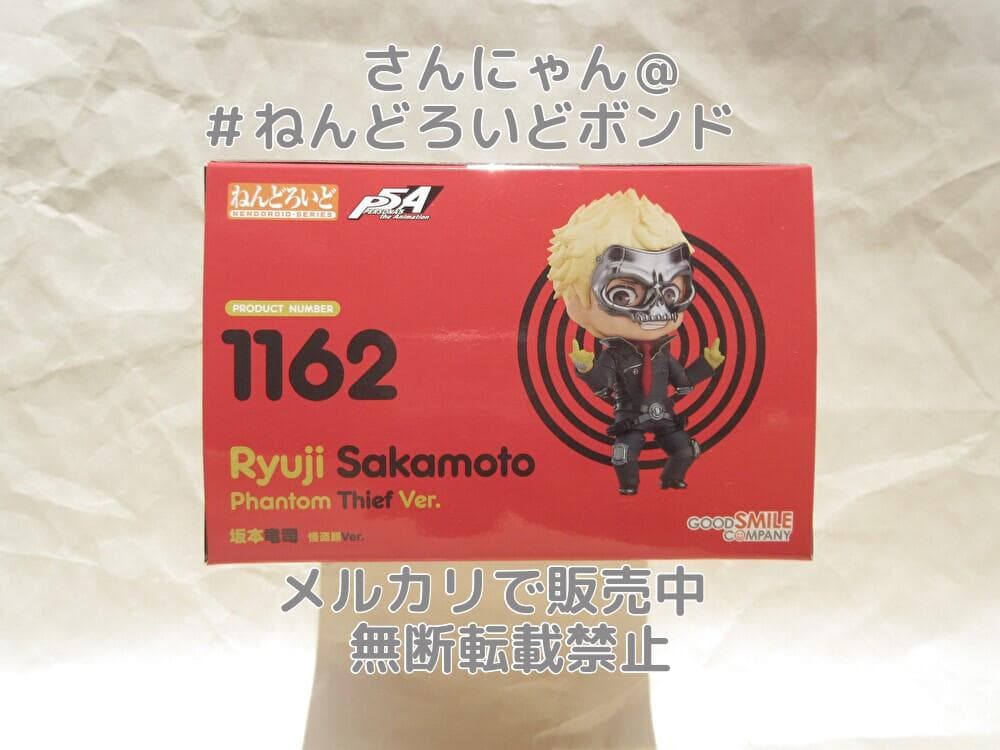 さんにゃん@
#ねんどろいどボンド
ねんどろいど
NENDOROID-SERIES
P5A
PERSONA5
the Animation
PRODUCT NUMBER
1162
Ryuji Sakamoto
Phantom Thief Ver.
坂本竜司 怪盗服Ver.
GOOD SMILE
COMPANY
メルカリで販売中
無断転載禁止